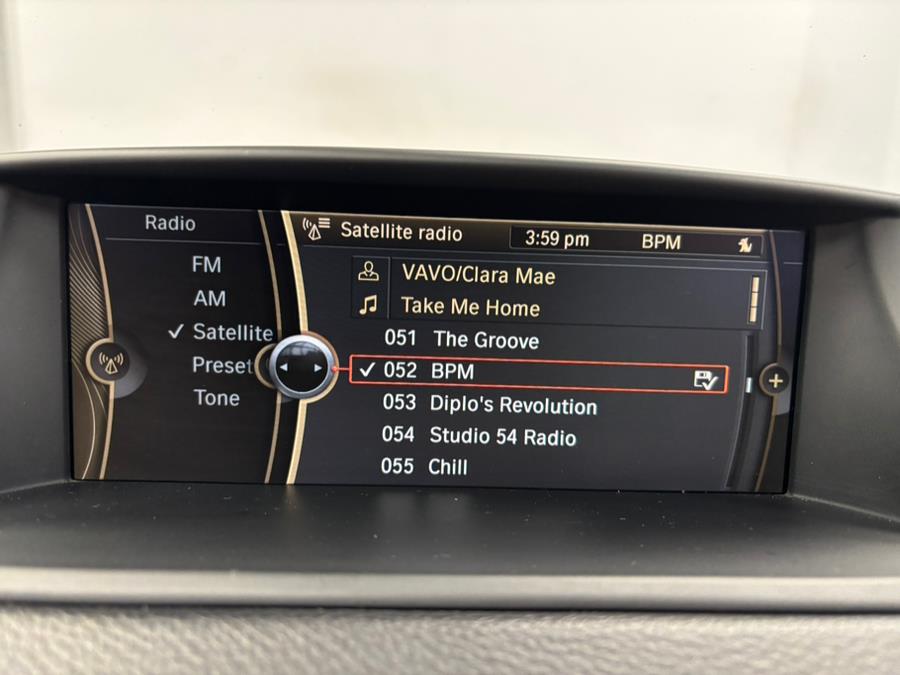 Radio
FM
AM
Satellite
Preset
Tone
Satellite radio
3:59 pm
BPM
VAVO/Clara Mae
Take Me Home
051 The Groove
052 BPM
053 Diplo's Revolution
054 Studio 54 Radio
055 Chill